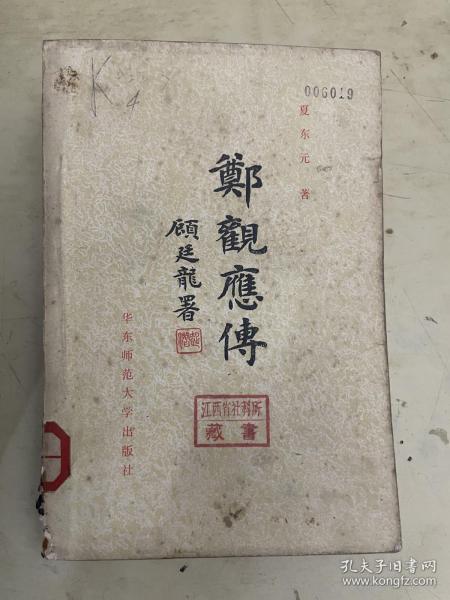 K
4
006019
夏东元 著
鄭觀應傳
顧廷龍署
华东师范大学出版社
江西省社科院
藏書
孔夫子旧书网
www.kongfz.com